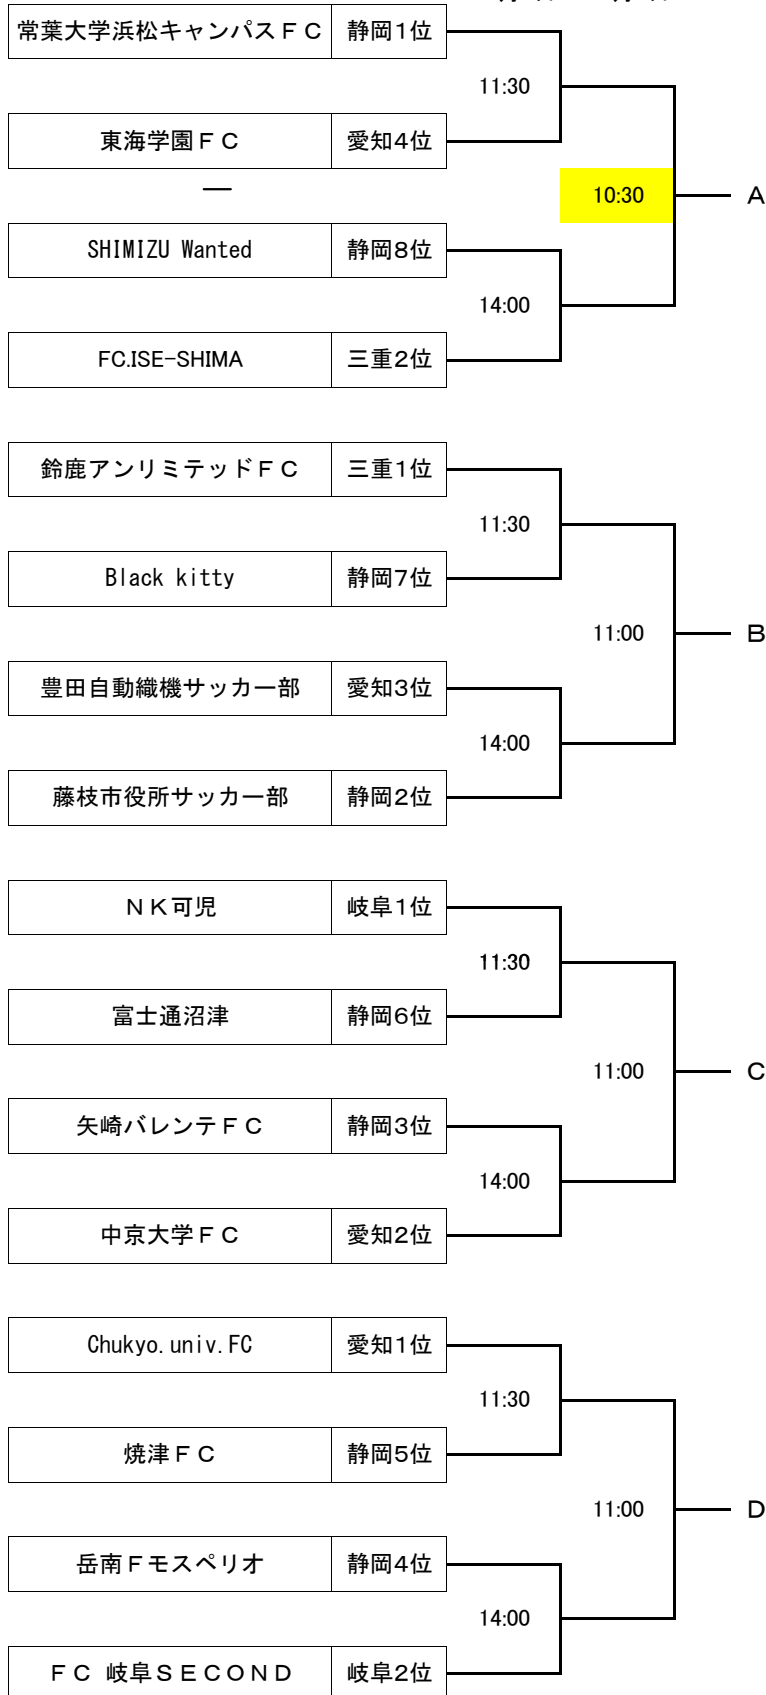 常葉大学浜松キャンパスＦＣ 静岡1位
11:30
東海学園ＦＣ 愛知4位
10:30 A
SHIMIZU Wanted 静岡8位
14:00
FC.ISE-SHIMA 三重2位
鈴鹿アンリミテッドＦＣ 三重1位
11:30
Black kitty 静岡7位
11:00 B
豊田自動織機サッカー部 愛知3位
14:00
藤枝市役所サッカー部 静岡2位
ＮＫ可児 岐阜1位
11:30
富士通沼津 静岡6位
11:00 C
矢崎バレンテＦＣ 静岡3位
14:00
中京大学ＦＣ 愛知2位
Chukyo.univ.FC 愛知1位
11:30
焼津ＦＣ 静岡5位
11:00 D
岳南Ｆモスペリオ 静岡4位
14:00
ＦＣ 岐阜ＳＥＣＯＮＤ 岐阜2位